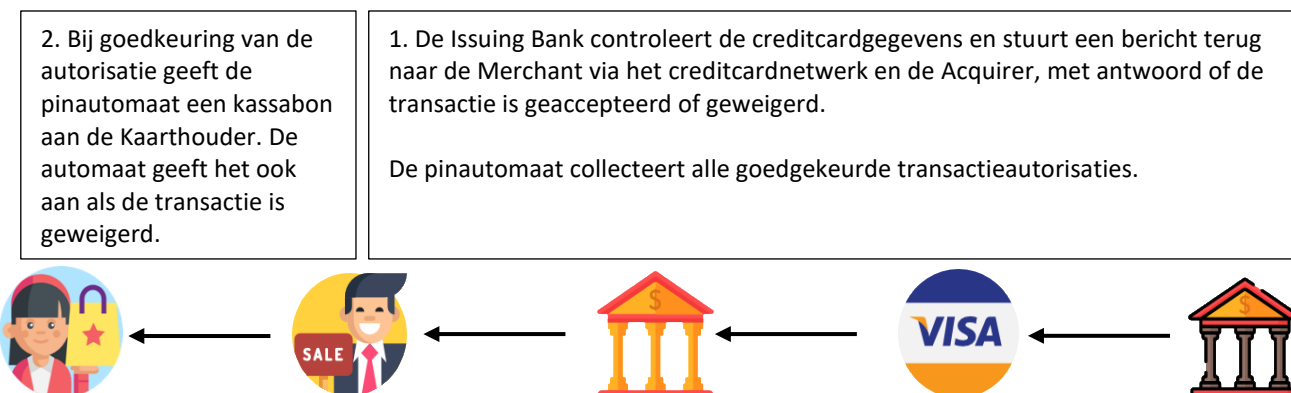 2. Bij goedkeuring van de
autorisatie geeft de
pinautomaat een kassabon
aan de Kaarthouder. De
automaat geeft het ook
aan als de transactie is
geweigerd.
1. De Issuing Bank controleert de creditcardgegevens en stuurt een bericht terug
naar de Merchant via het creditcardnetwerk en de Acquirer, met antwoord of de
transactie is geaccepteerd of geweigerd.
De pinautomaat collecteert alle goedgekeurde transactieautorisaties.
SALE
$
VISA
$